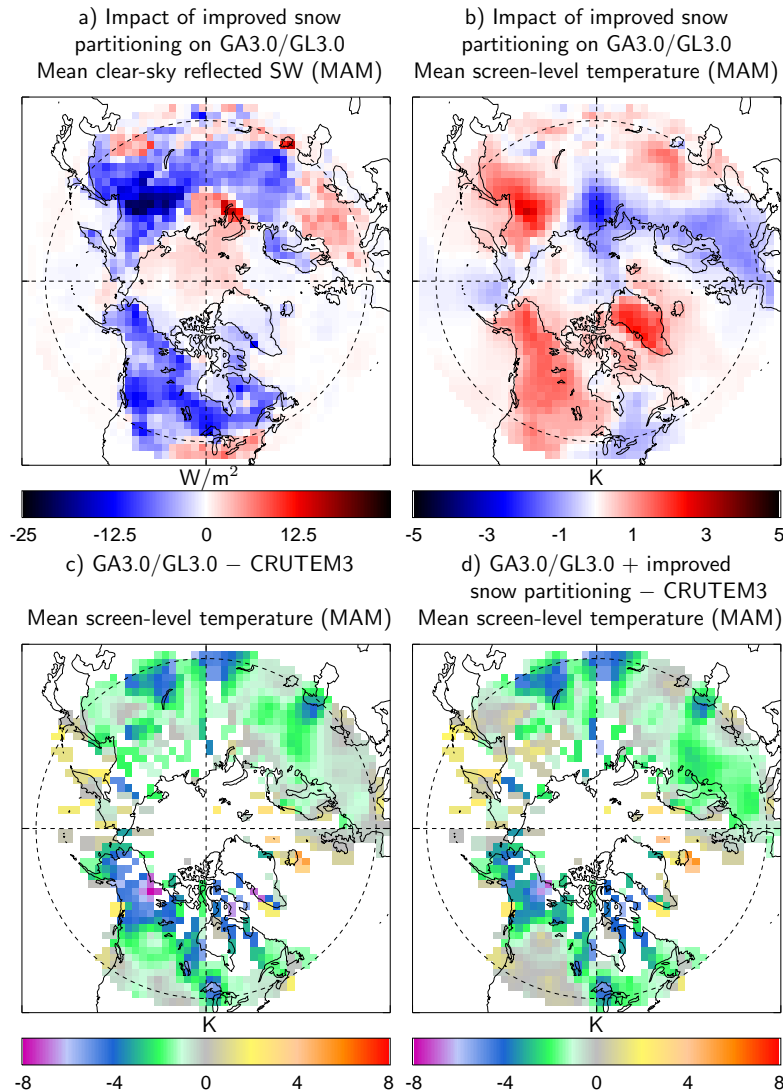 a) Impact of improved snow
partitioning on GA3.0/GL3.0
Mean clear-sky reflected SW (MAM)
W/m²
-25 -12.5 0 12.5
b) Impact of improved snow
partitioning on GA3.0/GL3.0
Mean screen-level temperature (MAM)
K
-5 -3 -1 1 3 5
c) GA3.0/GL3.0 − CRUTEM3
Mean screen-level temperature (MAM)
K
-8 -4 0 4 8
d) GA3.0/GL3.0 + improved
snow partitioning − CRUTEM3
Mean screen-level temperature (MAM)
K
-8 -4 0 4 8